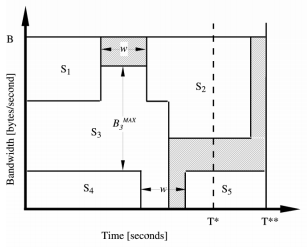 B
w
S1
S2
B3MAX
S3
S4
w
S5
Bandwidth [bytes/second]
T*
T**
Time [seconds]